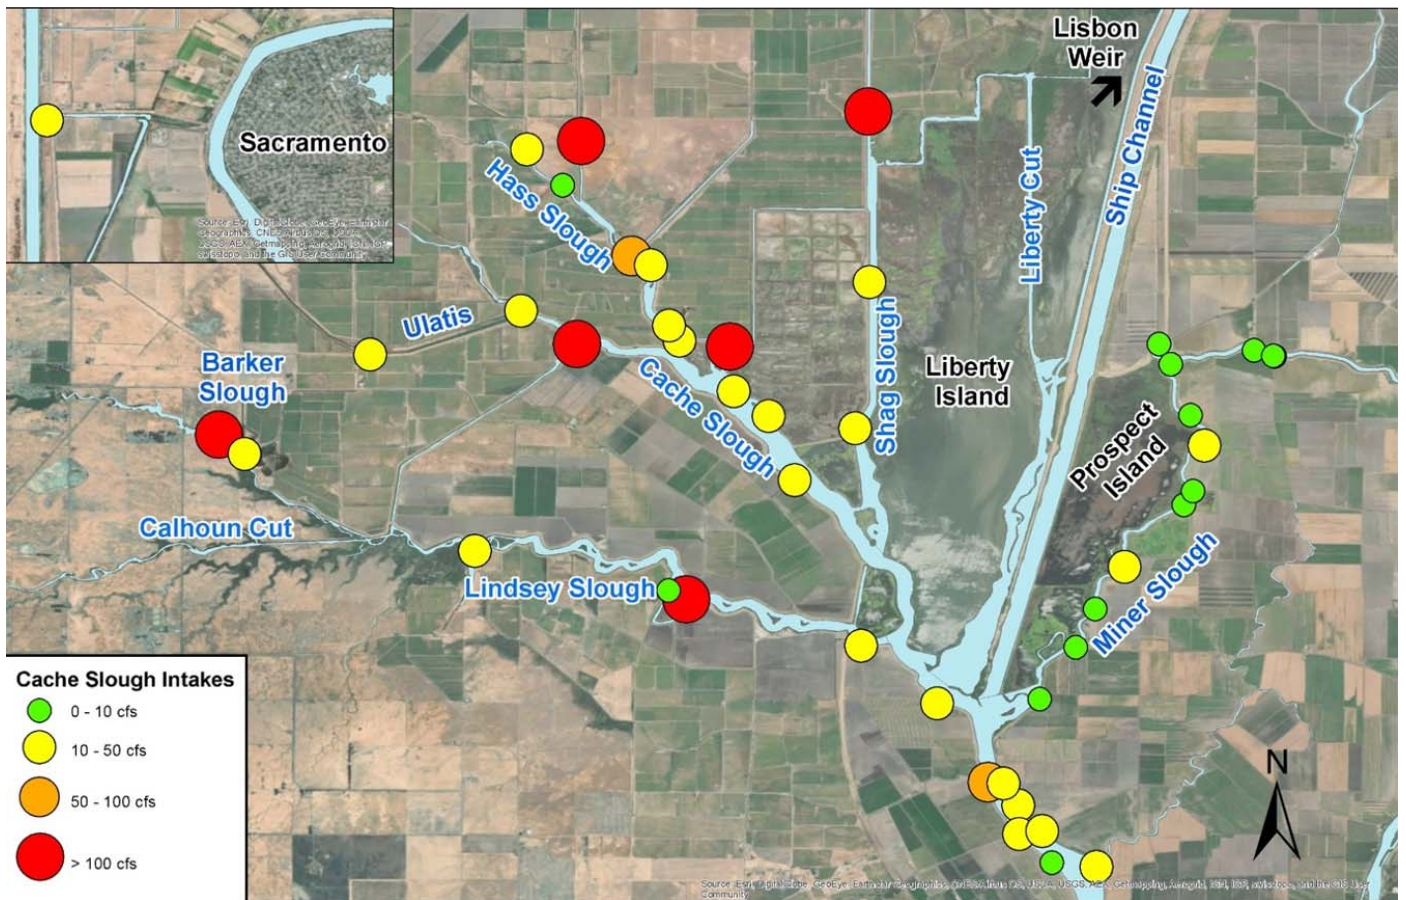 Lisbon
Weir
Sacramento
Hass Slough
Liberty Cut
Ship Channel
Ulatis
Barker
Slough
Cache Slough
Shag Slough
Liberty
Island
Prospect
Island
Calhoun Cut
Lindsey Slough
Miner Slough
N
Cache Slough Intakes
0 - 10 cfs
10 - 50 cfs
50 - 100 cfs
> 100 cfs
Community